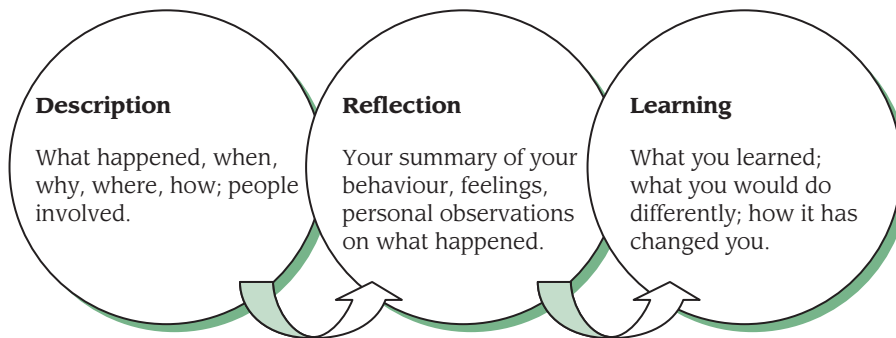 Description
What happened, when,
why, where, how; people
involved.
Reflection
Your summary of your
behaviour, feelings,
personal observations
on what happened.
Learning
What you learned;
what you would do
differently; how it has
changed you.